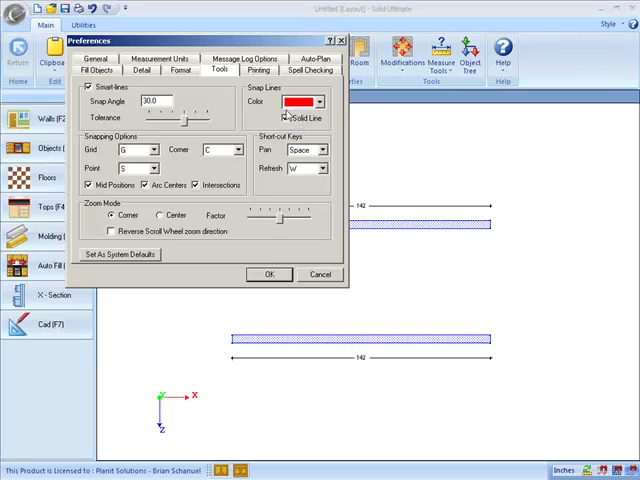 Untitled [Layout] - Solid Ultimate
Main Utilities Style
Return Clipboard Room Modifications Measure Tools Object Tree Help
Home Tools Help
Preferences
General Measurement Units Message Log Options Auto-Plan
Fill Objects Detail Format Tools Printing Spell Checking
Smart-lines
Snap Angle 30.0
Tolerance
Snap Lines
Color
Solid Line
Snapping Options
Grid G Corner C
Point S
Mid Positions Arc Centers Intersections
Short-cut Keys
Pan Space
Refresh W
Zoom Mode
Corner Center Factor
Reverse Scroll Wheel zoom direction
Set As System Defaults
OK Cancel
Walls (F2
Objects (
Floors
Tops (F4
Molding (
Auto Fill (
X - Section
Cad (F7)
142
142
X
Y
Z
This Product is Licensed to : Planit Solutions - Brian Schanuel
Inches